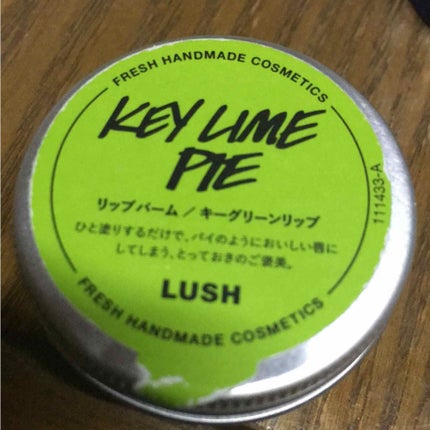 FRESH HANDMADE COSMETICS
KEY LIME
PIE
リップバーム / キーグリーンリップ
ひと塗りするだけで、パイのようにおいしい唇に
してしまう、とっておきのご褒美。
LUSH
FRESH HANDMADE COSMETICS
111433-A